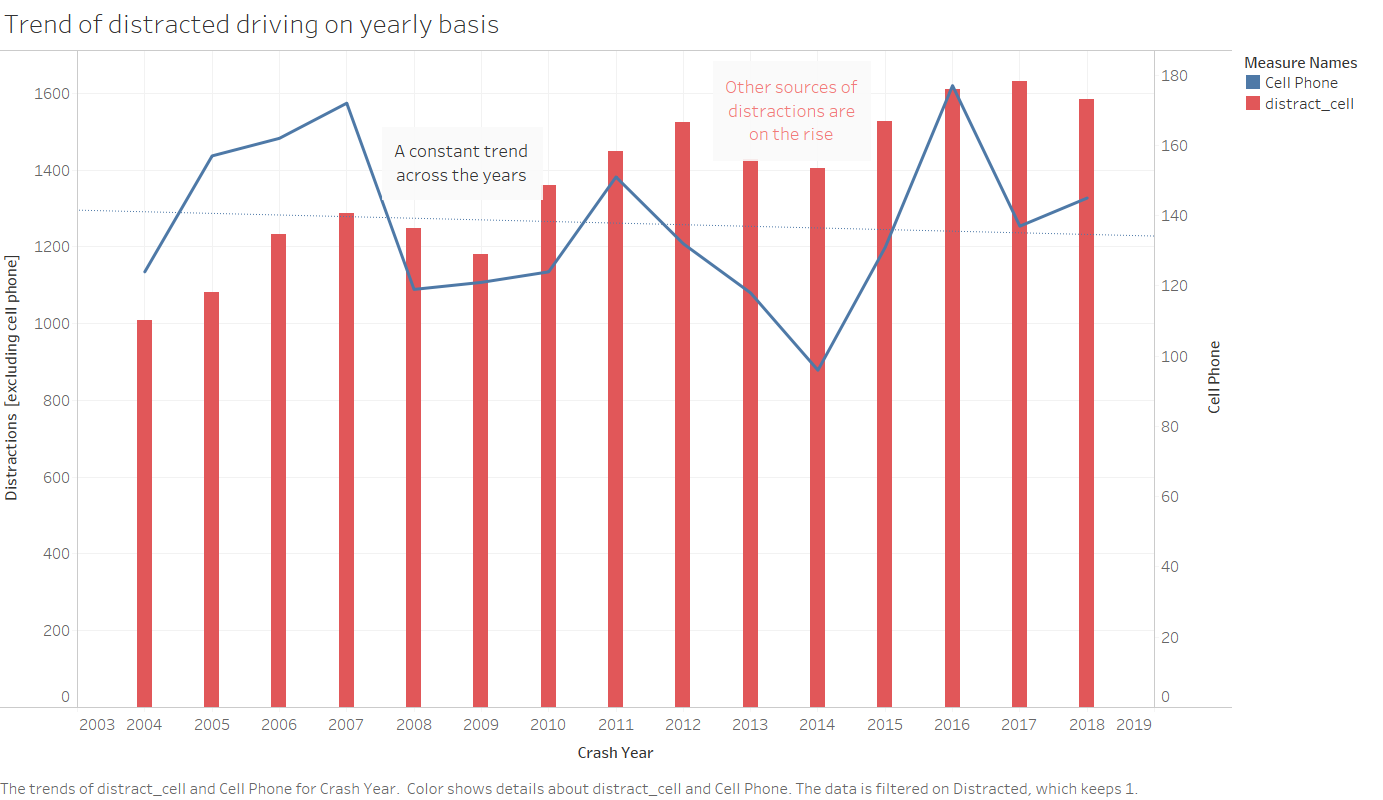 Trend of distracted driving on yearly basis
Measure Names
Cell Phone
distract_cell
Distractions [excluding cell phone]
1600
1400
1200
1000
800
600
400
200
0
A constant trend
across the years
Other sources of
distractions are
on the rise
180
160
140
120
100
80
60
40
20
0
Cell Phone
2003 2004 2005 2006 2007 2008 2009 2010 2011 2012 2013 2014 2015 2016 2017 2018 2019
Crash Year
The trends of distract_cell and Cell Phone for Crash Year.  Color shows details about distract_cell and Cell Phone. The data is filtered on Distracted, which keeps 1.